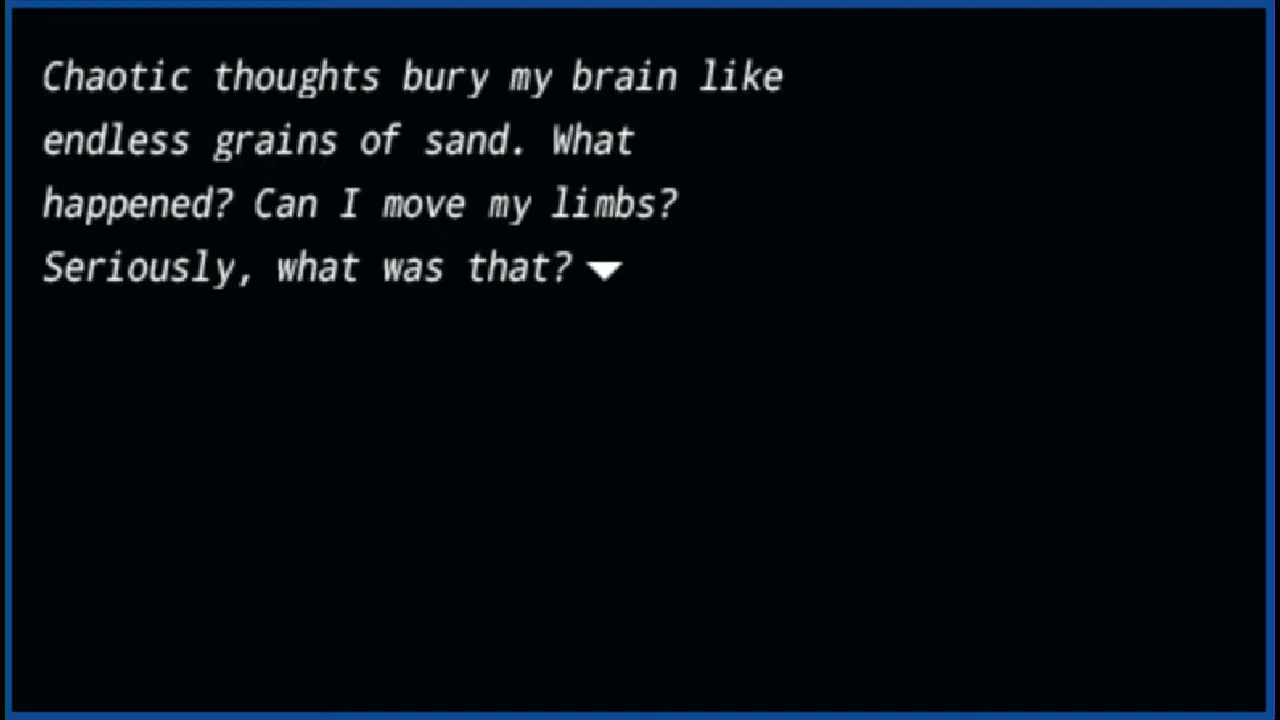 Chaotic thoughts bury my brain like
endless grains of sand. What
happened? Can I move my limbs?
Seriously, what was that?